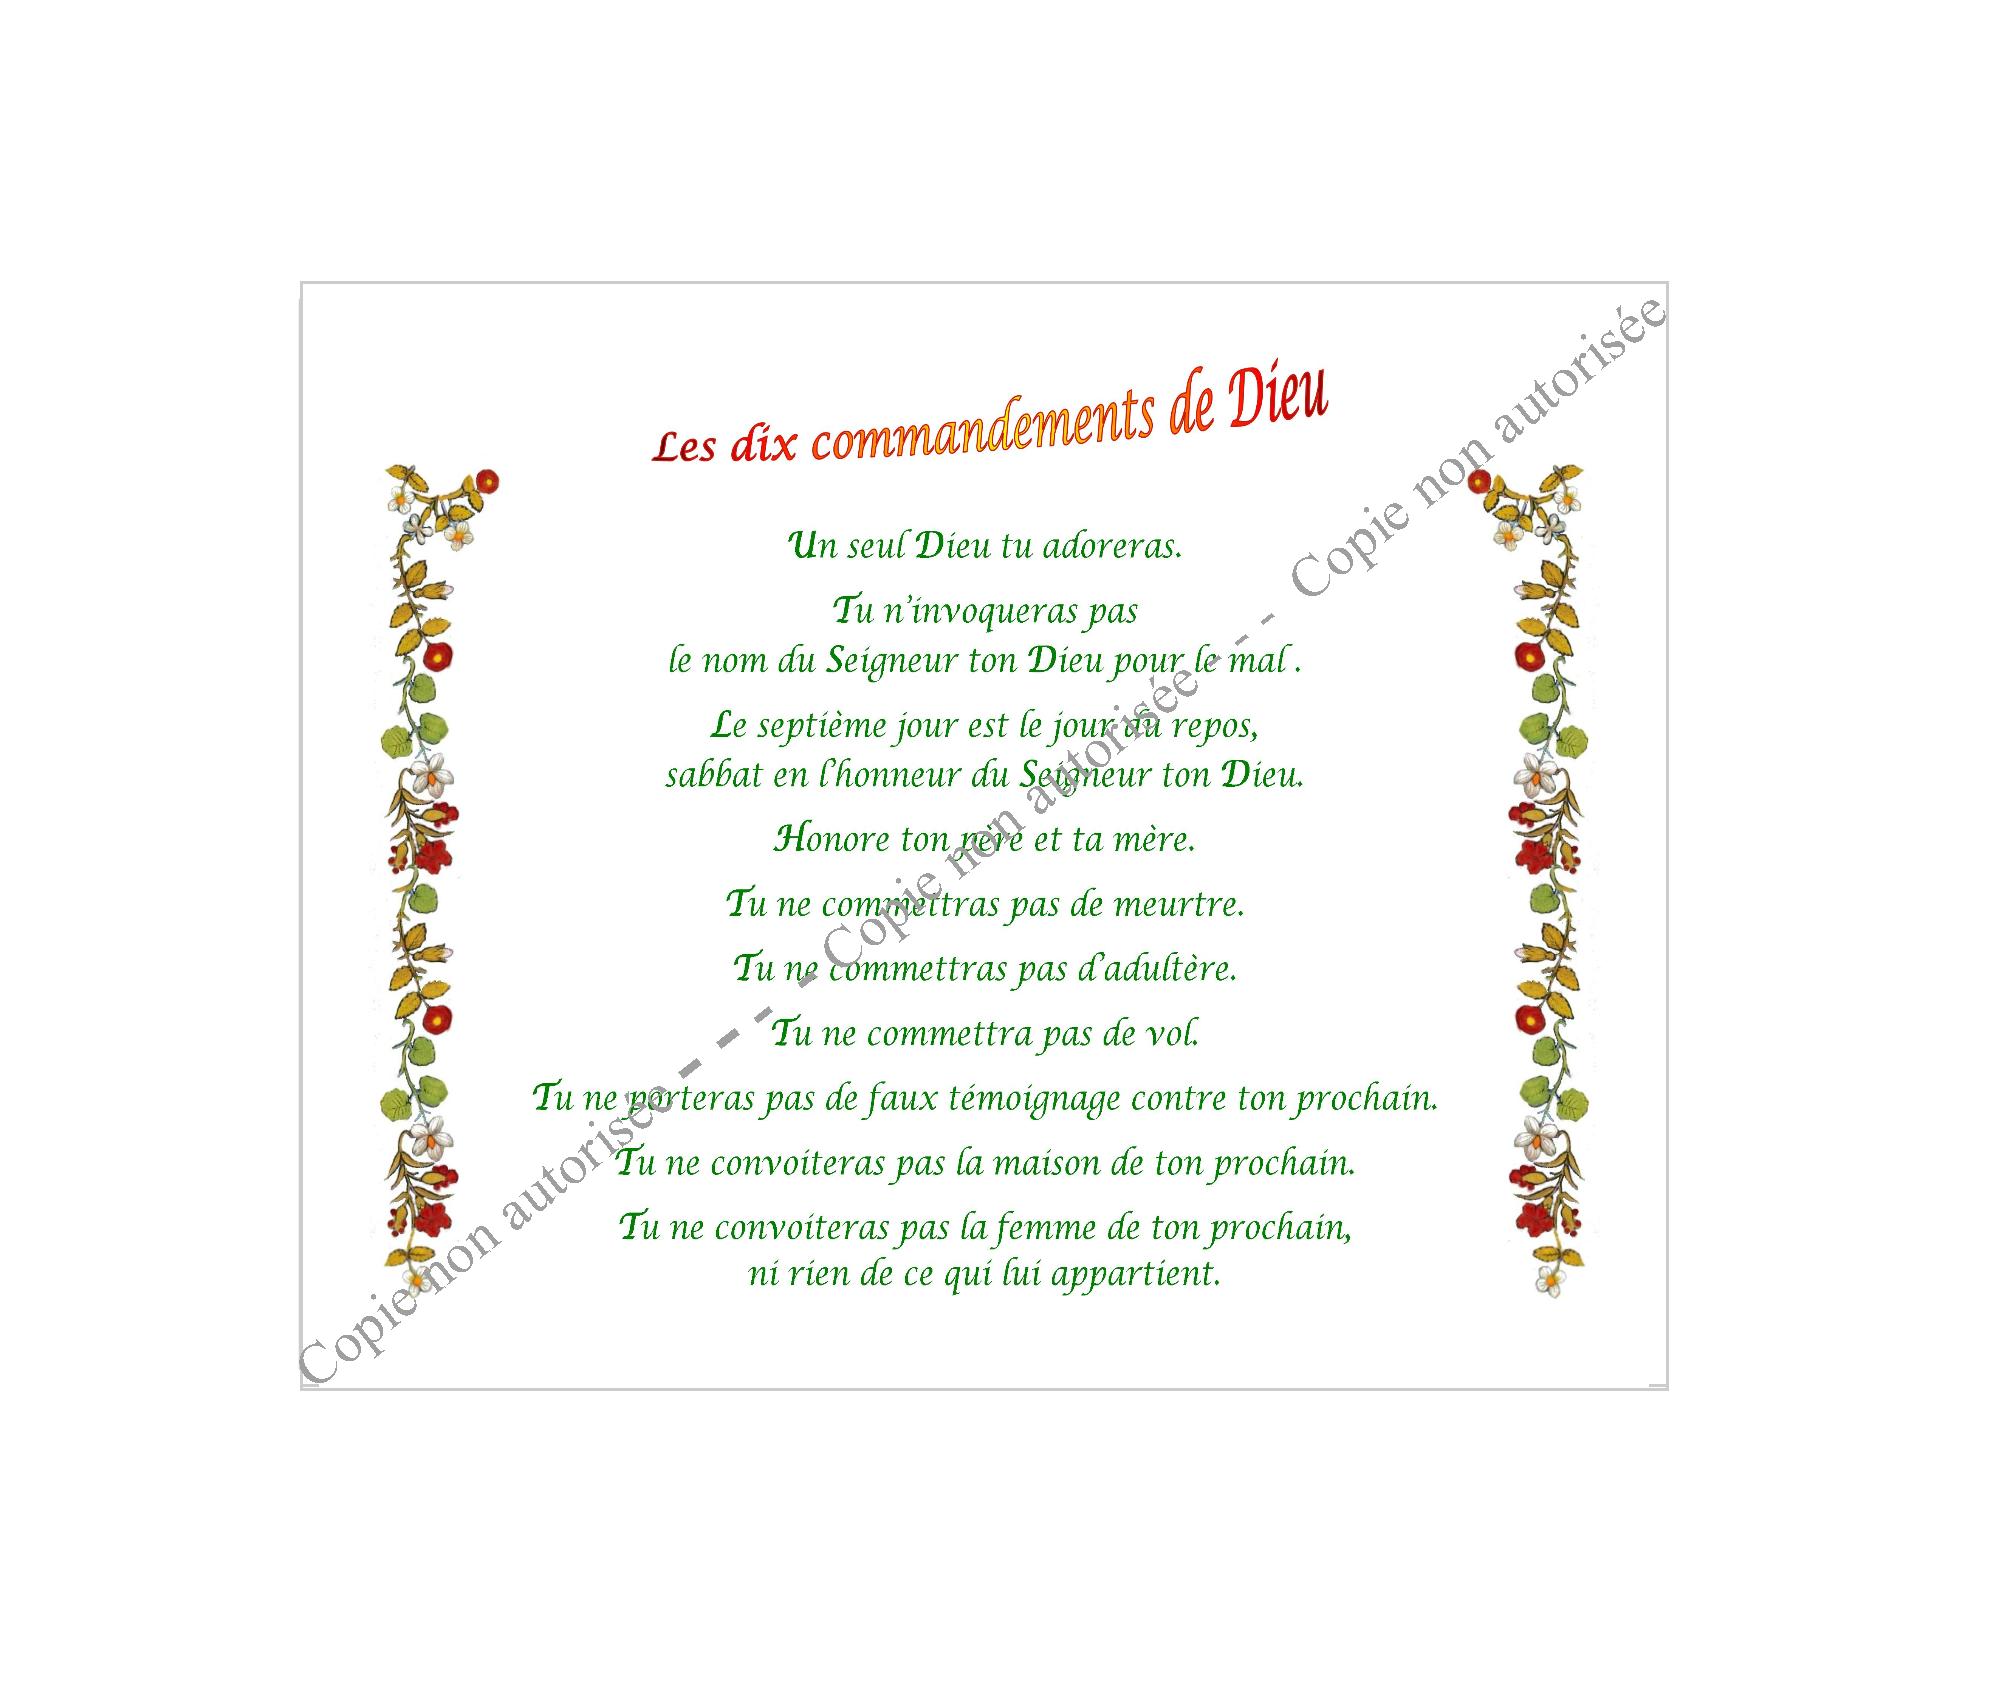 Les dix commandements de Dieu
Un seul Dieu tu adoreras.
Tu n'invoqueras pas
le nom du Seigneur ton Dieu pour le mal .
Le septième jour est le jour du repos,
sabbat en l'honneur du Seigneur ton Dieu.
Honore ton père et ta mère.
Tu ne commettras pas de meurtre.
Tu ne commettras pas d'adultère.
Tu ne commettra pas de vol.
Tu ne porteras pas de faux témoignage contre ton prochain.
Tu ne convoiteras pas la maison de ton prochain.
Tu ne convoiteras pas la femme de ton prochain,
ni rien de ce qui lui appartient.
Copie non autorisée - - - - Copie non autorisée - - - Copie non autorisée